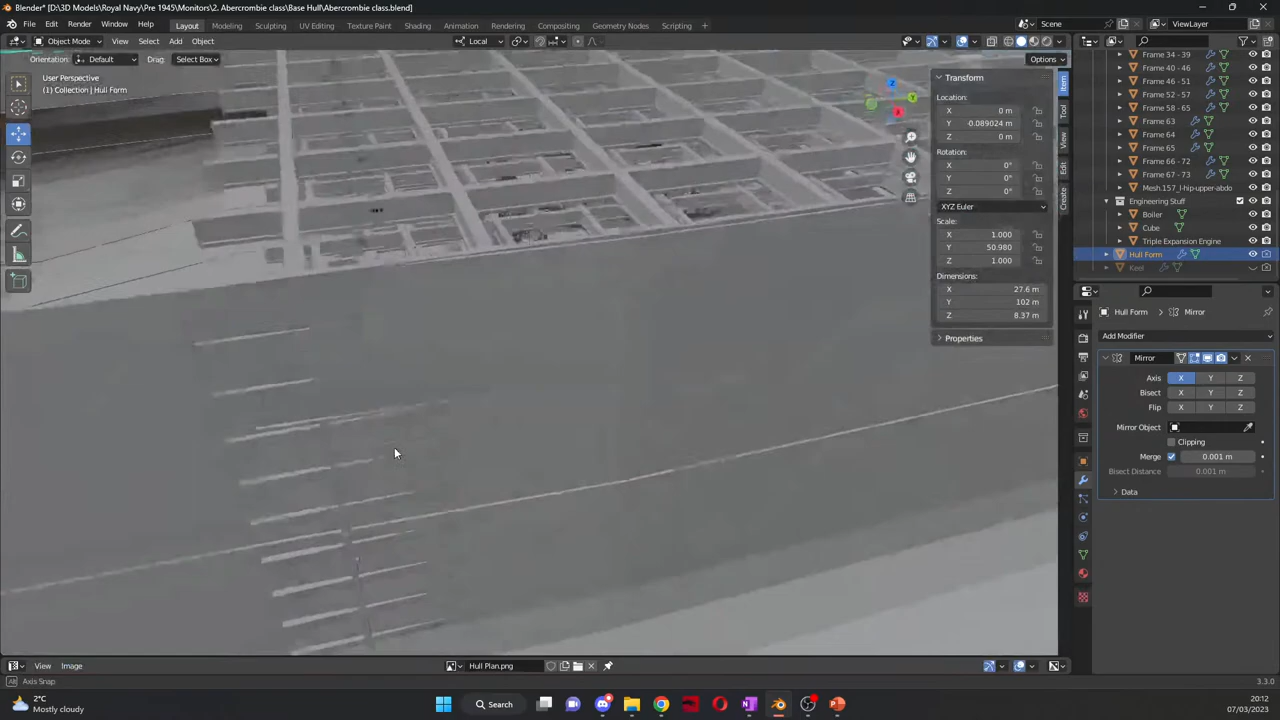 Blender* [D:\3D Models\Royal Navy\Pre 1945\Monitors\2. Abercrombie class\Base Hull\Abercrombie class.blend]
File Edit Render Window Help Layout Modeling Sculpting UV Editing Texture Paint Shading Animation Rendering Compositing Geometry Nodes Scripting + Scene ViewLayer
Object Mode View Select Add Object Local
Orientation: Default Drag: Select Box Options
User Perspective
(1) Collection | Hull Form
Transform
Location:
X 0 m
Y -0.089024 m
Z 0 m
Rotation:
X 0°
Y 0°
Z 0°
XYZ Euler
Scale:
X 1.000
Y 50.980
Z 1.000
Dimensions:
X 27.6 m
Y 102 m
Z 8.37 m
Properties
Item
Tool
View
Edit
Create
Frame 34 - 39
Frame 40 - 46
Frame 46 - 51
Frame 52 - 57
Frame 58 - 65
Frame 63
Frame 64
Frame 65
Frame 66 - 72
Frame 67 - 73
Mesh.157_l-hip-upper-abdo
Engineering Stuff
Boiler
Cube
Triple Expansion Engine
Hull Form
Keel
Hull Form > Mirror
Add Modifier
Mirror
Axis X Y Z
Bisect X Y Z
Flip X Y Z
Mirror Object
Clipping
Merge 0.001 m
Bisect Distance 0.001 m
Data
View Image Hull Plan.png
Axis Snap 3.3.0
2°C
Mostly cloudy
Search
20:12
07/03/2023